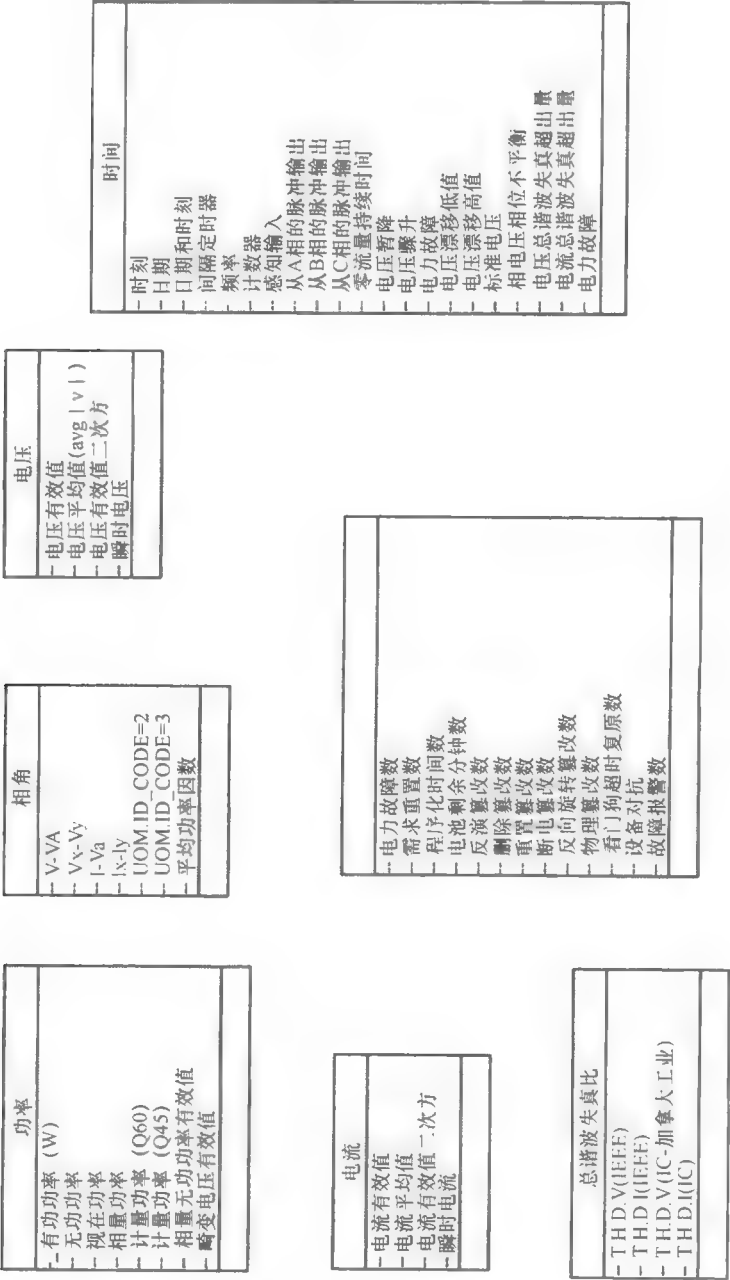 功率
- 有功功率 (W)
- 无功功率
- 视在功率
- 相量功率
- 计量功率 (Q60)
- 计量功率 (Q45)
- 相量无功功率有效值
- 畸变电压有效值
相角
- V-VA
- Vx-Vy
- I-Va
- Ix-Iy
- UOM.ID_CODE=2
- UOM.ID_CODE=3
- 平均功率因数
电压
- 电压有效值
- 电压平均值(avg|v|)
- 电压有效值二次方
- 瞬时电压
时间
- 时刻
- 日期
- 日期和时刻
- 间隔定时器
- 频率
- 计数器
- 感知输入
- 从A相的脉冲输出
- 从B相的脉冲输出
- 从C相的脉冲输出
- 零流量持续时间
- 电压暂降
- 电压骤升
- 电力故障
- 电压漂移低值
- 电压漂移高值
- 标准电压
- 相电压相位不平衡
- 电压总谐波失真超出量
- 电流总谐波失真超出量
- 电力故障
电流
- 电流有效值
- 电流平均值
- 电流有效值二次方
- 瞬时电流
- 电力故障数
- 需求重置数
- 程序化时间数
- 电池剩余分钟数
- 反演篡改数
- 删除篡改数
- 重置篡改数
- 断电篡改数
- 反向旋转篡改数
- 物理篡改数
- 看门狗超时复原数
- 设备对抗
- 故障报警数
总谐波失真比
- T.H.D.V(IEEE)
- T.H.D I(IEEE)
- T.H.D.V(IC-加拿大工业)
- T.H.D.I(IC)